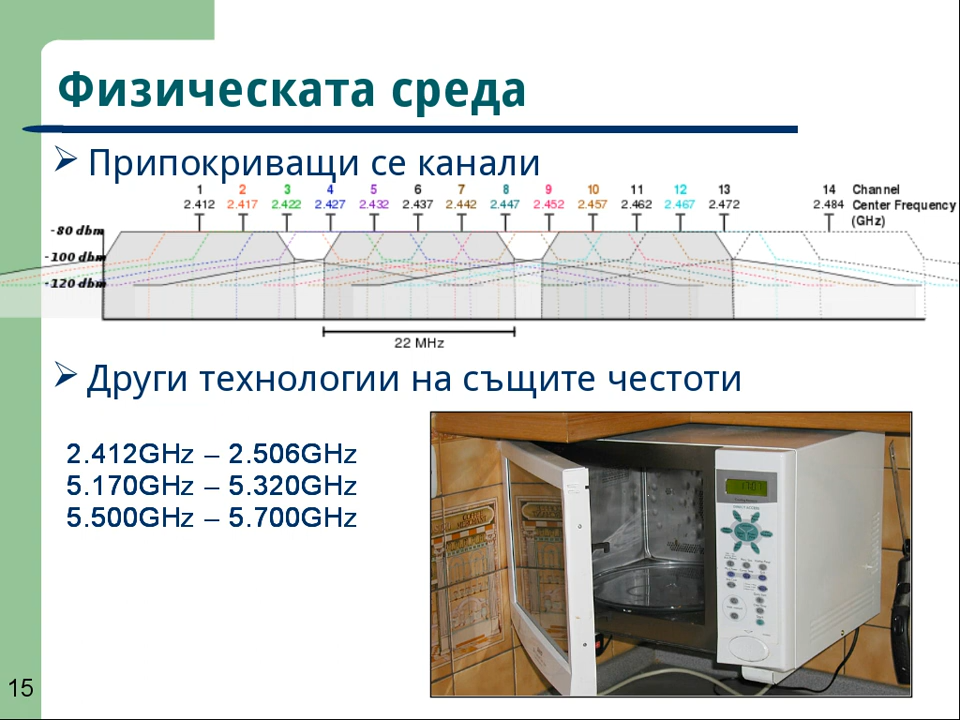 Физическата среда
Припокриващи се канали
1 2 3 4 5 6 7 8 9 10 11 12 13 14 Channel
2.412 2.417 2.422 2.427 2.432 2.437 2.442 2.447 2.452 2.457 2.462 2.467 2.472 2.484 Center Frequency
(GHz)
-80 dbm
-100 dbm
-120 dbm
22 MHz
Други технологии на същите честоти
2.412GHz – 2.506GHz
5.170GHz – 5.320GHz
5.500GHz – 5.700GHz
15